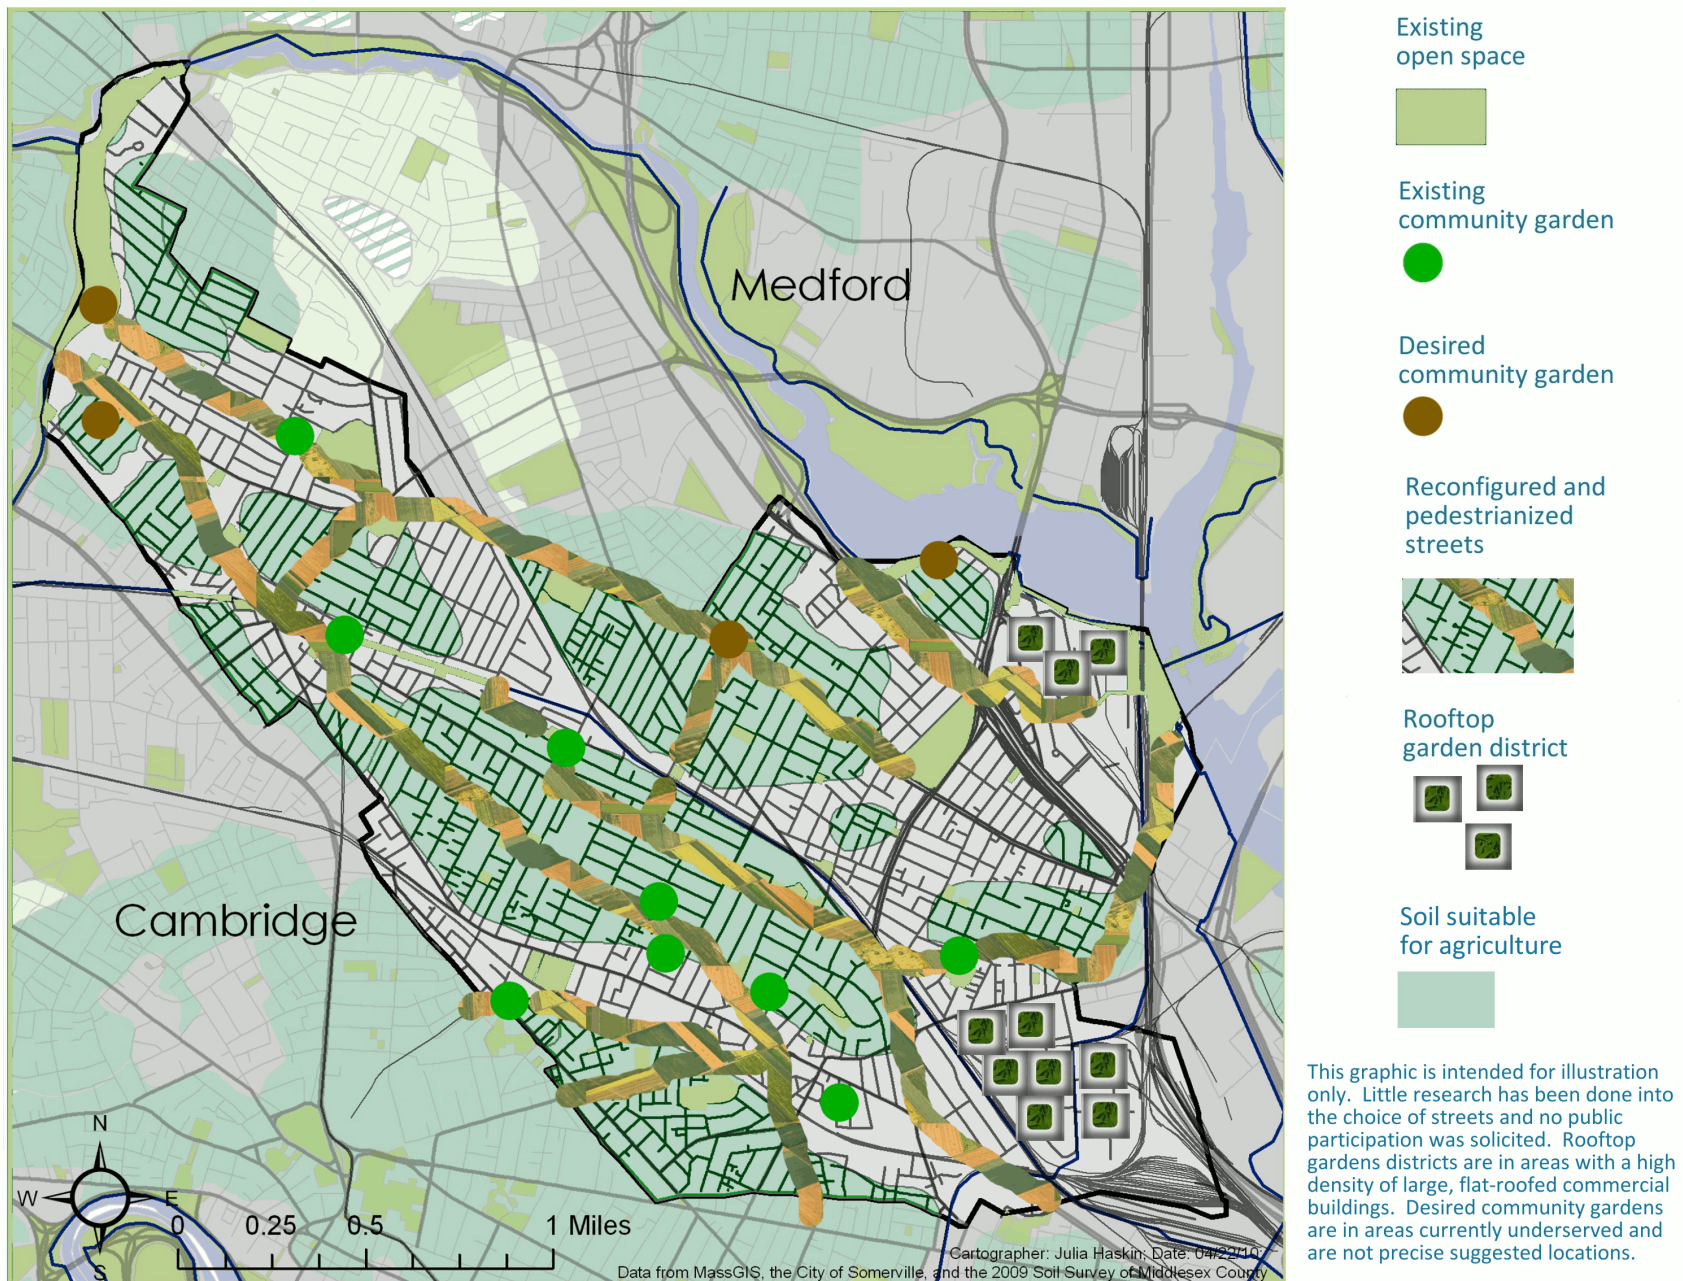 Medford
Cambridge
N
W
E
S
0
0.25
0.5
1 Miles
Cartographer: Julia Haskin; Date: 04/22/10;
Data from MassGIS, the City of Somerville, and the 2009 Soil Survey of Middlesex County
Existing
open space
Existing
community garden
Desired
community garden
Reconfigured and
pedestrianized
streets
Rooftop
garden district
Soil suitable
for agriculture
This graphic is intended for illustration
only. Little research has been done into
the choice of streets and no public
participation was solicited. Rooftop
gardens districts are in areas with a high
density of large, flat-roofed commercial
buildings. Desired community gardens
are in areas currently underserved and
are not precise suggested locations.